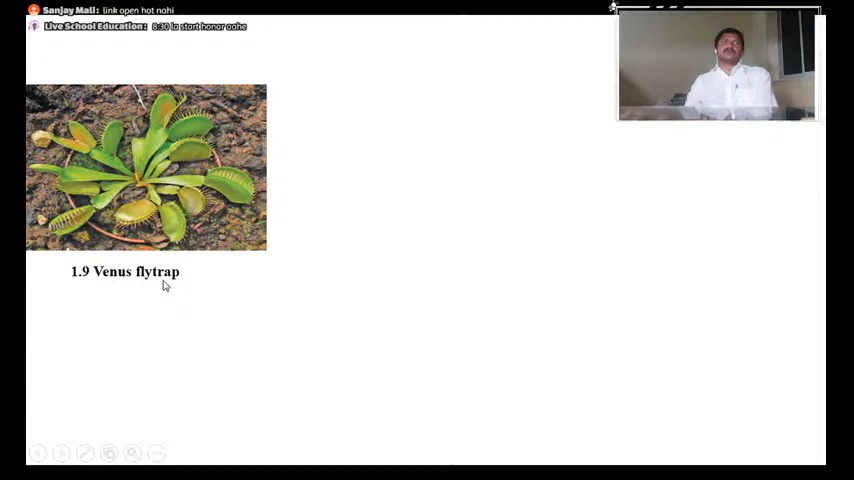 Sanjay Mali: link open hot nahi
Live School Education: 8:30 la start honar aahe
1.9 Venus flytrap